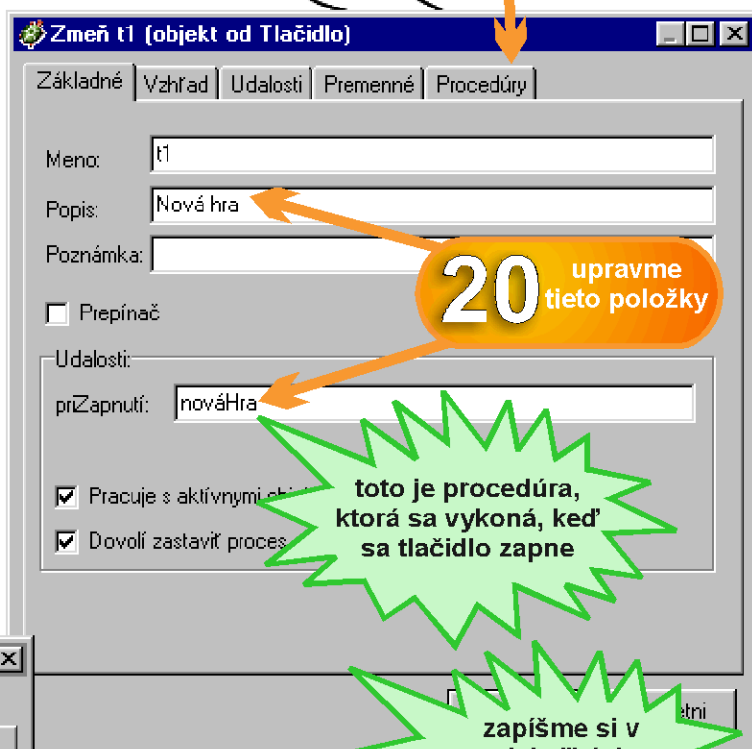 Zmeň t1 (objekt od Tlačidlo)
Základné Vzhľad Udalosti Premenné Procedúry
Meno: t1
Popis: Nová hra
Poznámka:
20 upravme
tieto položky
Prepínač
Udalosti:
priZapnutí: nováHra
Pracuje s aktívnymi
Dovolí zastaviť proces
toto je procedúra,
ktorá sa vykoná, keď
sa tlačidlo zapne
zapíšme si v